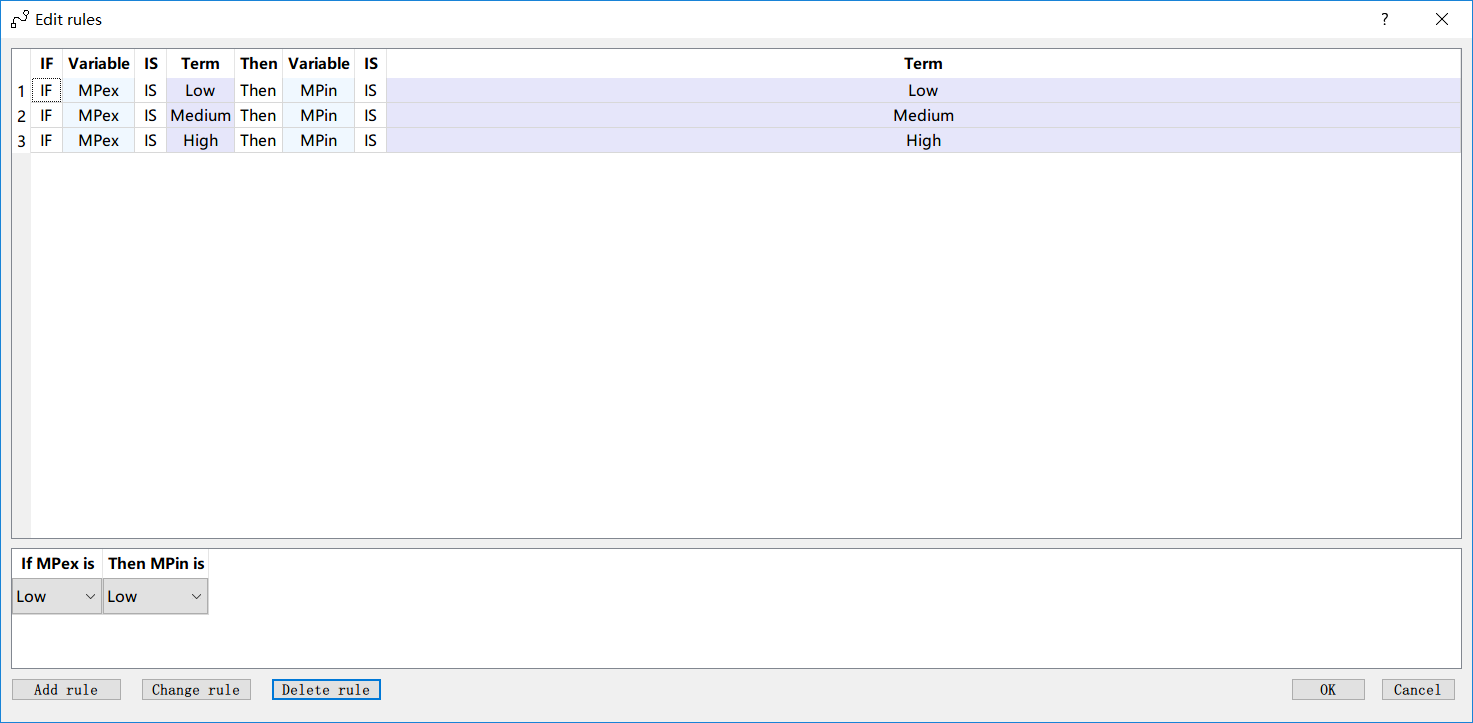 Edit rules ?
IF Variable IS Term Then Variable IS Term
1 IF MPex IS Low Then MPin IS Low
2 IF MPex IS Medium Then MPin IS Medium
3 IF MPex IS High Then MPin IS High
If MPex is Then MPin is
Low Low
Add rule Change rule Delete rule OK Cancel